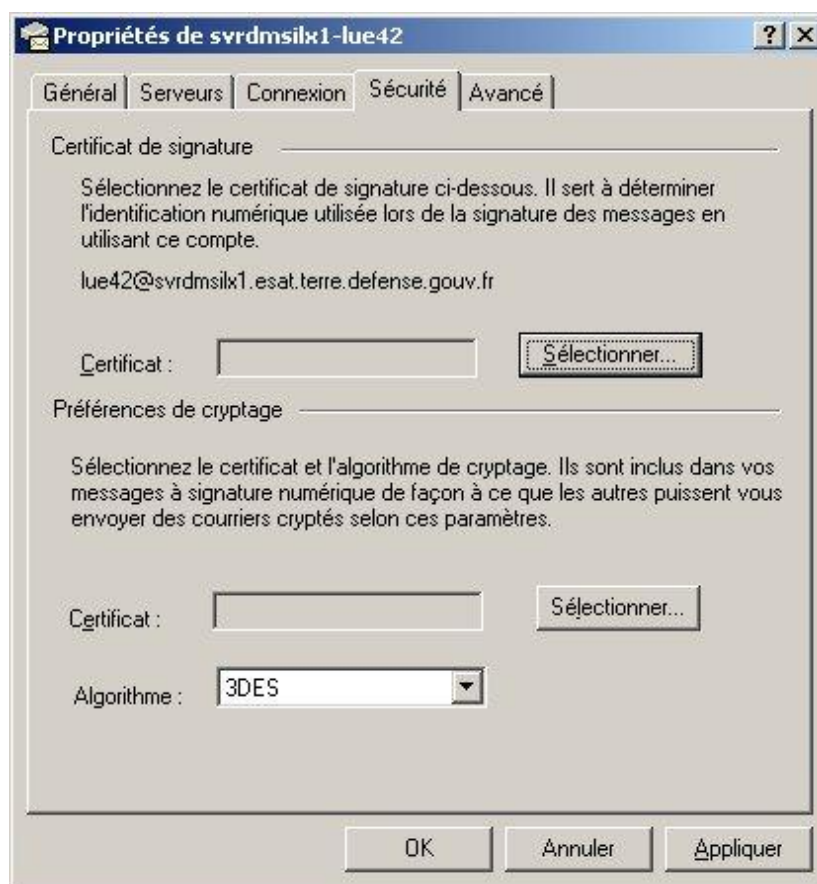 Propriétés de svrdmsilx1-lue42
Général Serveurs Connexion Sécurité Avancé
Certificat de signature
Sélectionnez le certificat de signature ci-dessous. Il sert à déterminer
l'identification numérique utilisée lors de la signature des messages en
utilisant ce compte.
lue42@svrdmsilx1.esat.terre.defense.gouv.fr
Certificat : Sélectionner...
Préférences de cryptage
Sélectionnez le certificat et l'algorithme de cryptage. Ils sont inclus dans vos
messages à signature numérique de façon à ce que les autres puissent vous
envoyer des courriers cryptés selon ces paramètres.
Certificat : Sélectionner...
Algorithme : 3DES
OK Annuler Appliquer